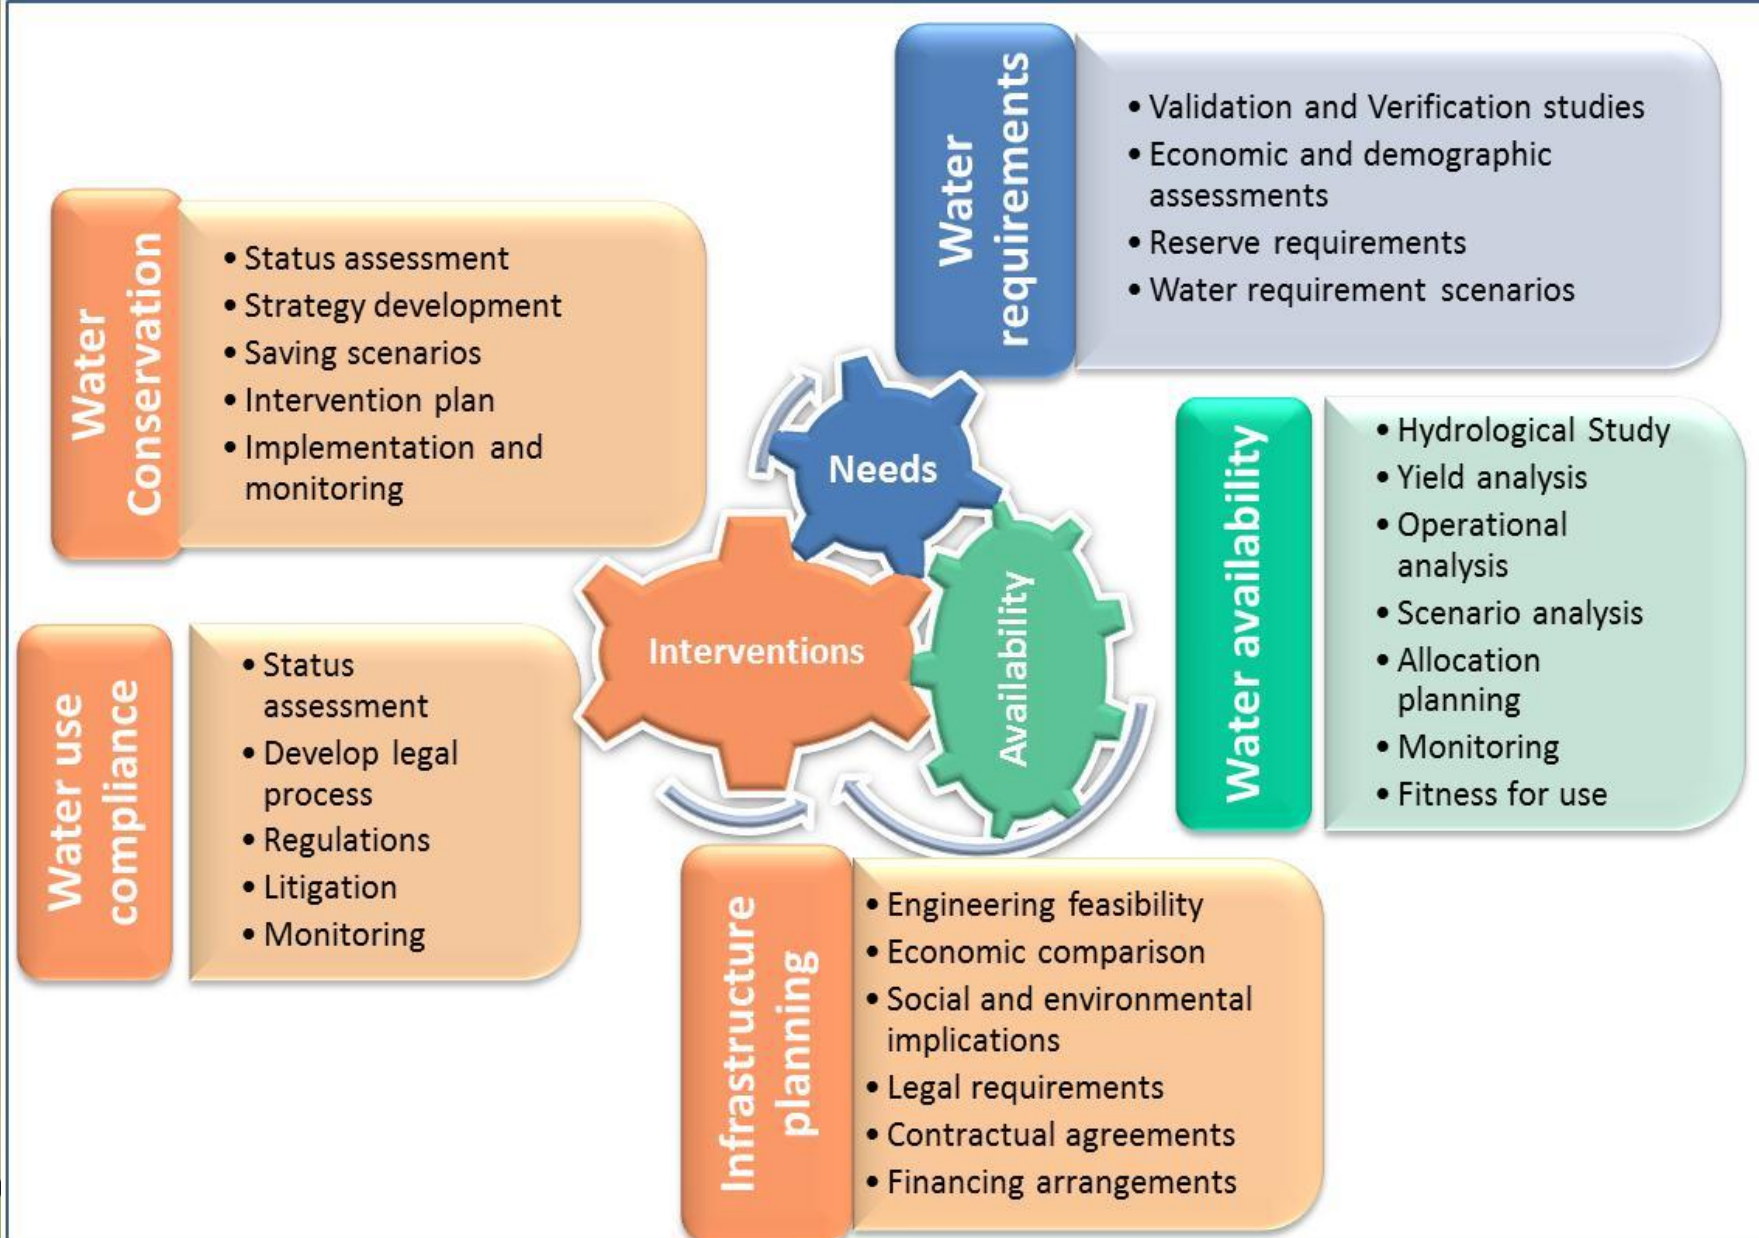 Water
requirements
• Validation and Verification studies
• Economic and demographic
assessments
• Reserve requirements
• Water requirement scenarios
Water
Conservation
• Status assessment
• Strategy development
• Saving scenarios
• Intervention plan
• Implementation and
monitoring
Needs
Interventions
Availability
Water availability
• Hydrological Study
• Yield analysis
• Operational
analysis
• Scenario analysis
• Allocation
planning
• Monitoring
• Fitness for use
Water use
compliance
• Status
assessment
• Develop legal
process
• Regulations
• Litigation
• Monitoring
Infrastructure
planning
• Engineering feasibility
• Economic comparison
• Social and environmental
implications
• Legal requirements
• Contractual agreements
• Financing arrangements